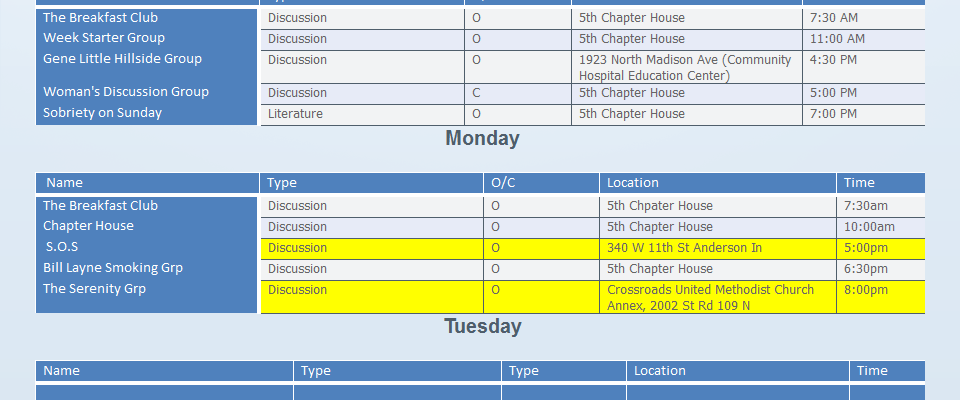 The Breakfast Club Discussion O 5th Chapter House 7:30 AM
Week Starter Group Discussion O 5th Chapter House 11:00 AM
Gene Little Hillside Group Discussion O 1923 North Madison Ave (Community 4:30 PM
Hospital Education Center)
Woman's Discussion Group Discussion C 5th Chapter House 5:00 PM
Sobriety on Sunday Literature O 5th Chapter House 7:00 PM
Monday
Name Type O/C Location Time
The Breakfast Club Discussion O 5th Chpater House 7:30am
Chapter House Discussion O 5th Chapter House 10:00am
S.O.S Discussion O 340 W 11th St Anderson In 5:00pm
Bill Layne Smoking Grp Discussion O 5th Chapter House 6:30pm
The Serenity Grp Discussion O Crossroads United Methodist Church 8:00pm
Annex, 2002 St Rd 109 N
Tuesday
Name Type Type Location Time